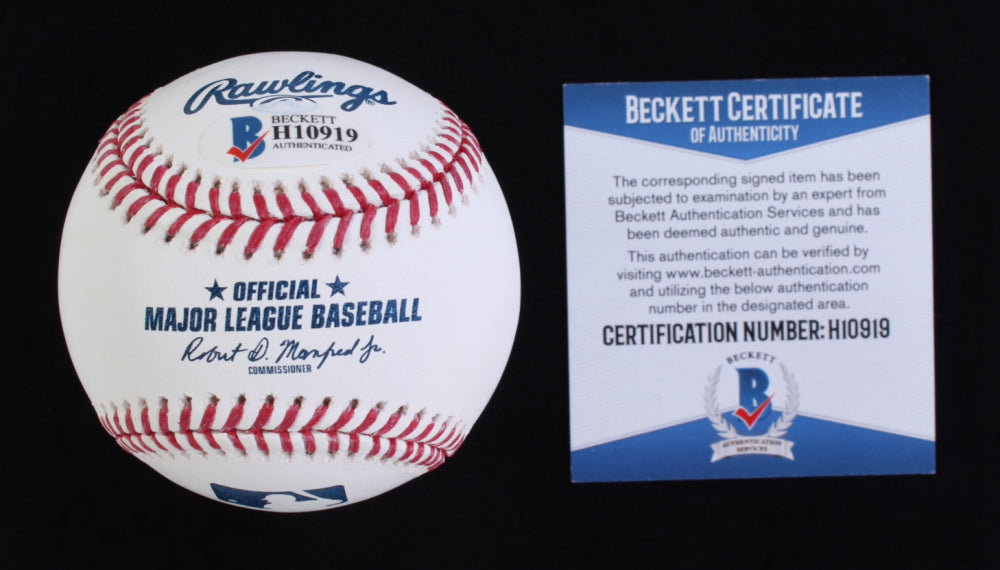 Rawlings®
BECKETT
H10919
AUTHENTICATED
B
★ OFFICIAL ★
MAJOR LEAGUE BASEBALL
Robert D. Manfred Jr.
COMMISSIONER
BECKETT CERTIFICATE
OF AUTHENTICITY
The corresponding signed item has been
subjected to examination by an expert from
Beckett Authentication Services and has
been deemed authentic and genuine.
This authentication can be verified by
visiting www.beckett-authentication.com
and utilizing the below authentication
number in the designated area.
CERTIFICATION NUMBER: H10919
BECKETT
B
AUTHENTICATION
SERVICES